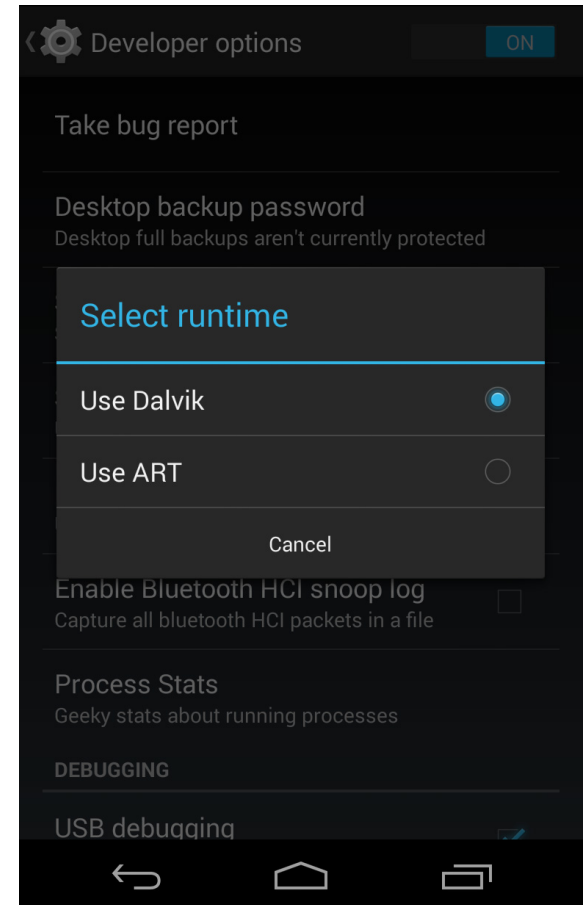 Developer options
ON
Take bug report
Desktop backup password
Desktop full backups aren't currently protected
Select runtime
Use Dalvik
Use ART
Cancel
Enable Bluetooth HCI snoop log
Capture all bluetooth HCI packets in a file
Process Stats
Geeky stats about running processes
DEBUGGING
USB debugging